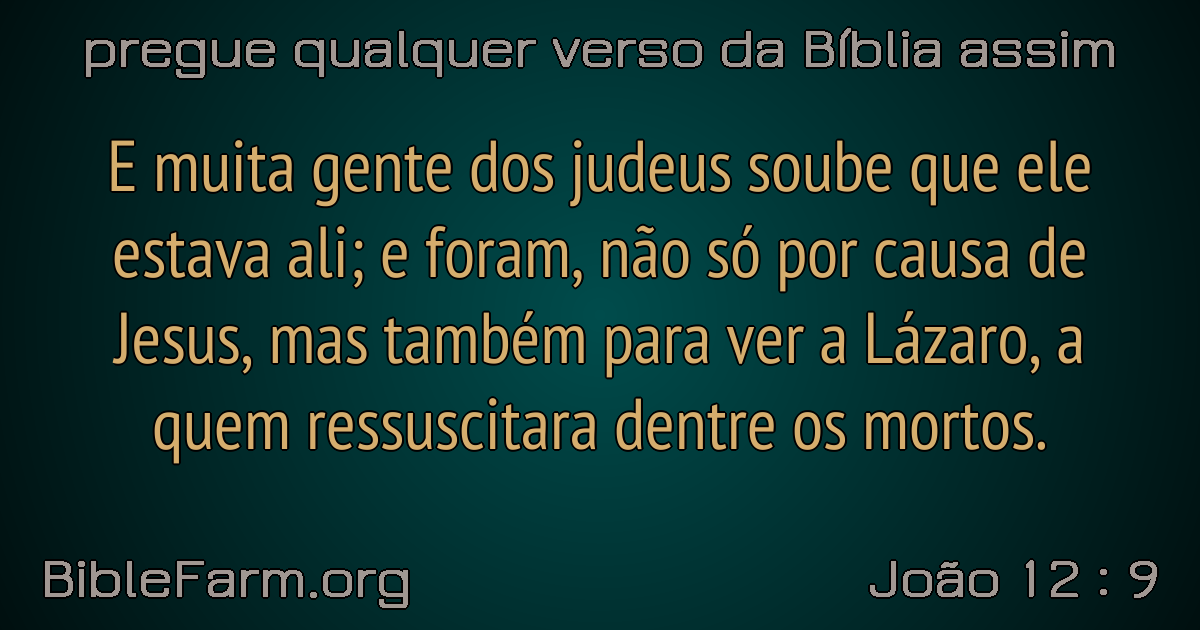 pregue qualquer verso da Bíblia assim
E muita gente dos judeus soube que ele
estava ali; e foram, não só por causa de
Jesus, mas também para ver a Lázaro, a
quem ressuscitara dentre os mortos.
BibleFarm.org
João 12 : 9